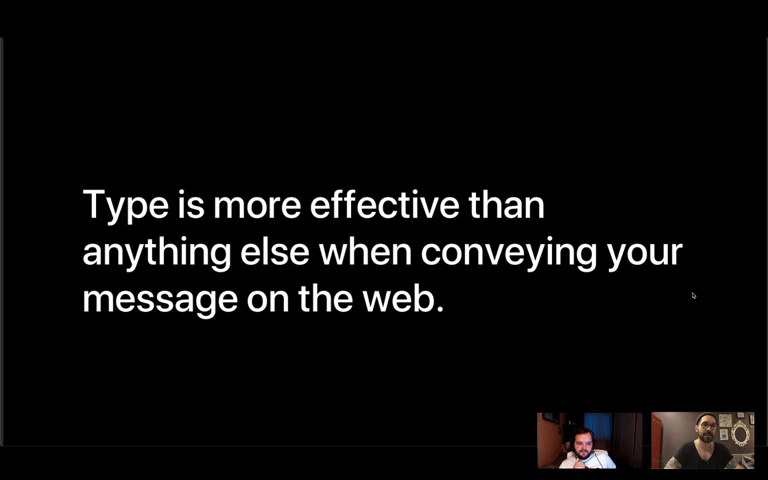 Type is more effective than
anything else when conveying your
message on the web.